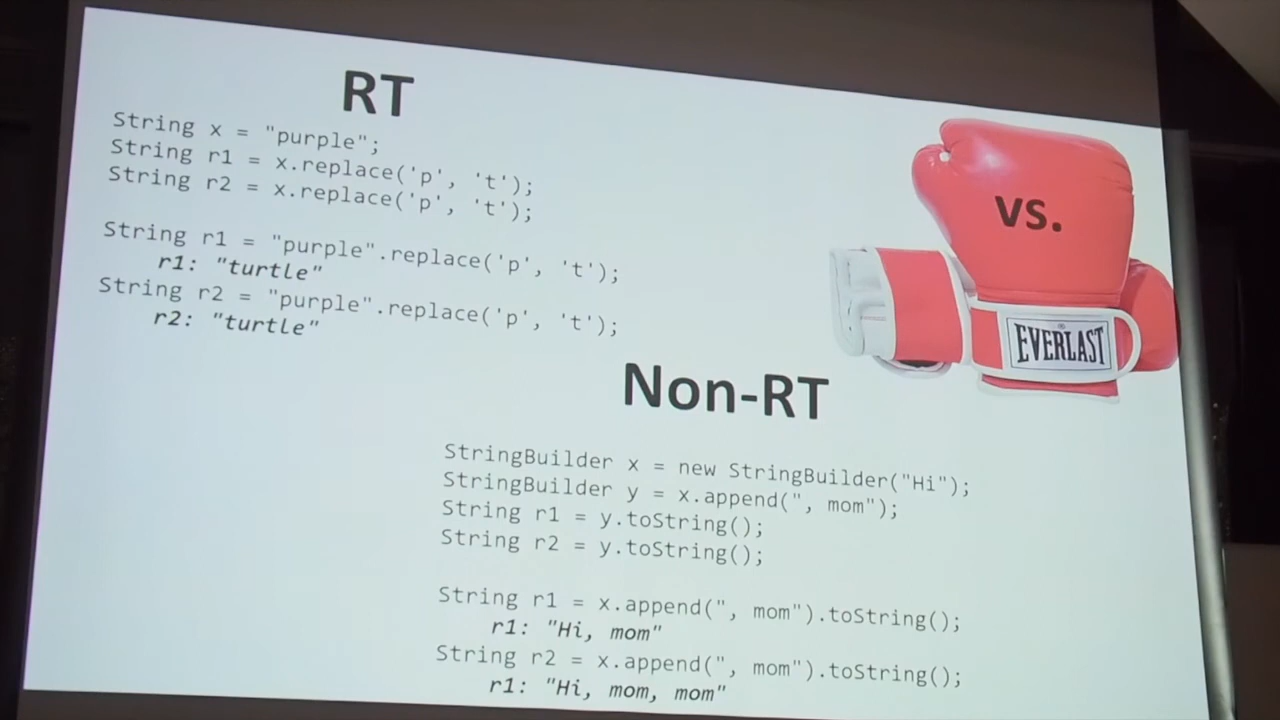 RT
String x = "purple";
String r1 = x.replace('p', 't');
String r2 = x.replace('p', 't');
String r1 = "purple".replace('p', 't');
r1: "turtle"
String r2 = "purple".replace('p', 't');
r2: "turtle"
vs.
EVERLAST
Non-RT
StringBuilder x = new StringBuilder("Hi");
StringBuilder y = x.append(", mom");
String r1 = y.toString();
String r2 = y.toString();
String r1 = x.append(", mom").toString();
r1: "Hi, mom"
String r2 = x.append(", mom").toString();
r1: "Hi, mom, mom"